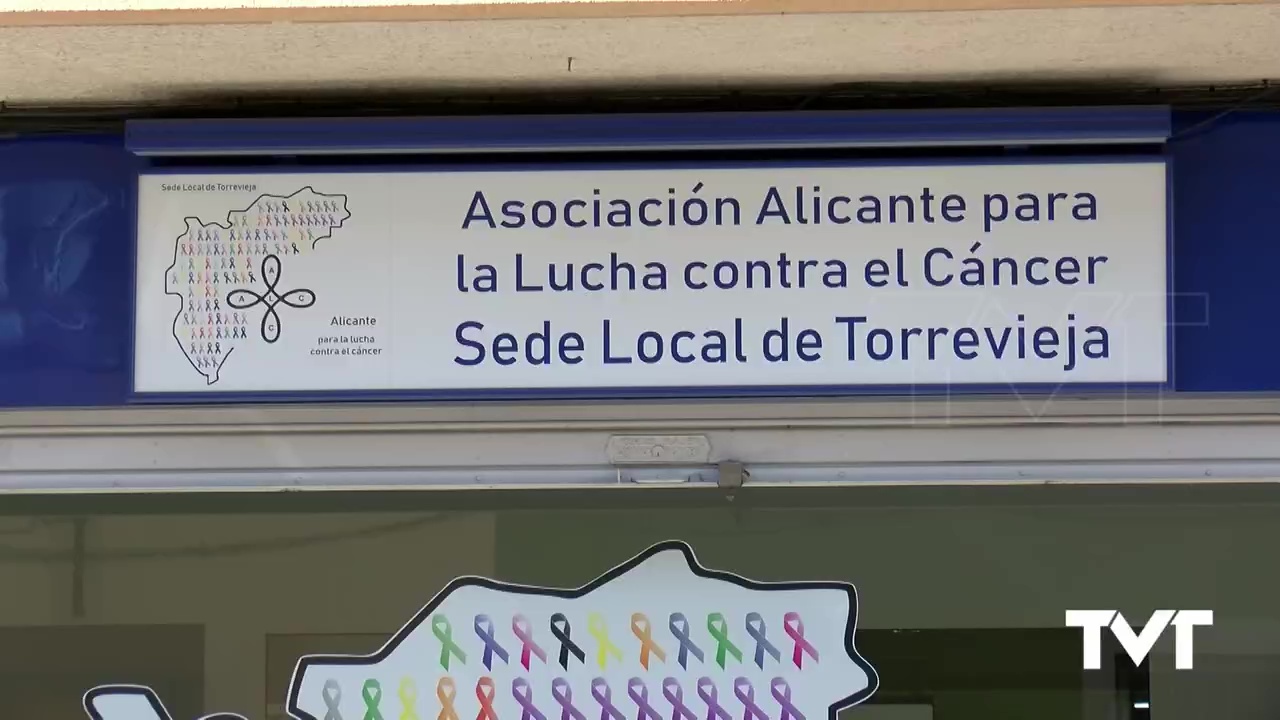 Sede Local de Torrevieja
A
A L C
C
Alicante
para la lucha
contra el cáncer
Asociación Alicante para
la Lucha contra el Cáncer
Sede Local de Torrevieja
TVT
TVT